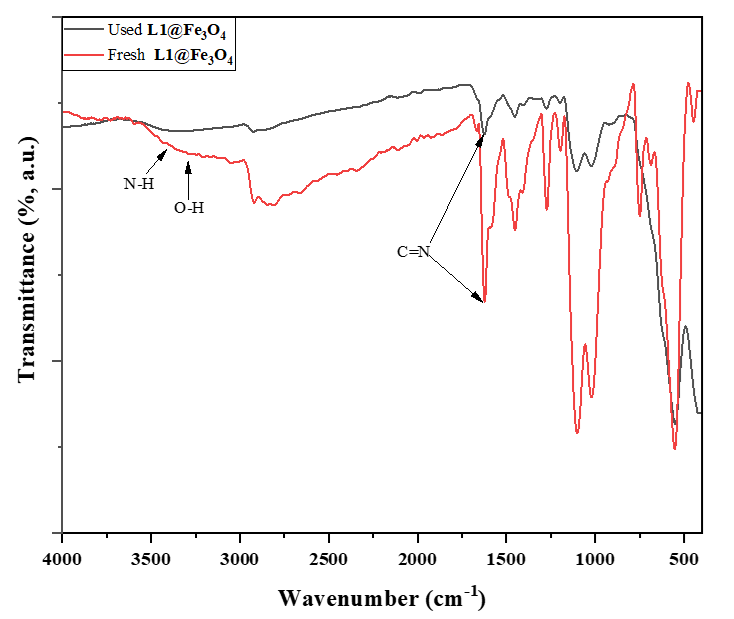 Used L1@Fe₃O₄
Fresh L1@Fe₃O₄
N-H
O-H
C=N
Transmittance (%, a.u.)
4000 3500 3000 2500 2000 1500 1000 500
Wavenumber (cm⁻¹)